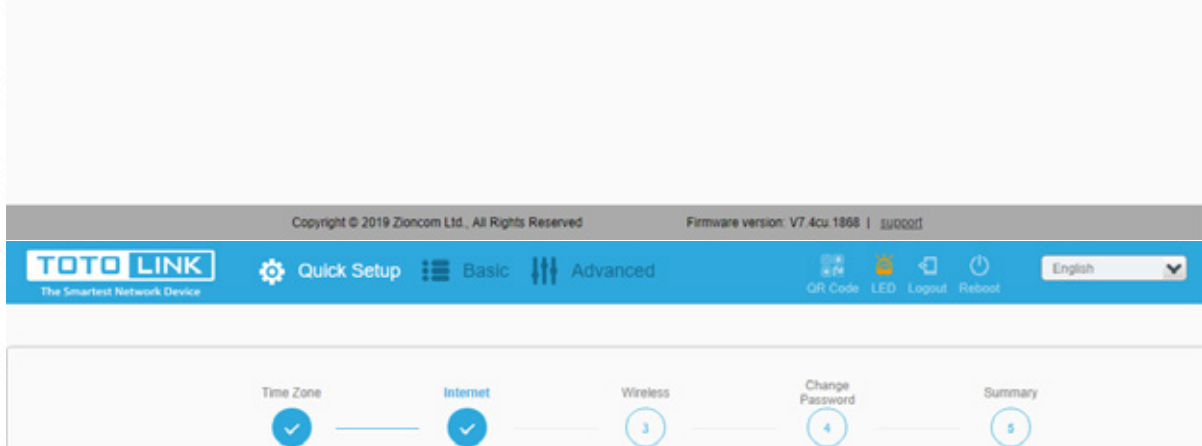 Copyright © 2019 Zioncom Ltd., All Rights Reserved Firmware version: V7.4cu.1868 | support
TOTO LINK
The Smartest Network Device
Quick Setup Basic Advanced
QR Code LED Logout Reboot
English
Time Zone Internet Wireless Change Password Summary
3 4 5